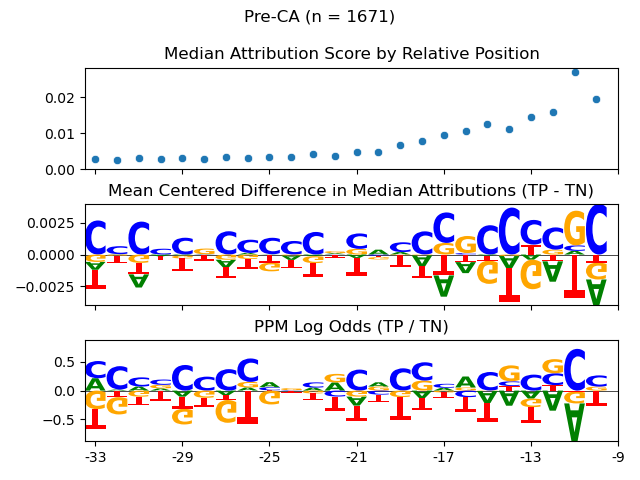 Pre-CA (n = 1671)
Median Attribution Score by Relative Position
0.02
0.01
0.00
Mean Centered Difference in Median Attributions (TP - TN)
0.0025
0.0000
−0.0025
PPM Log Odds (TP / TN)
0.5
0.0
−0.5
-33 -29 -25 -21 -17 -13 -9